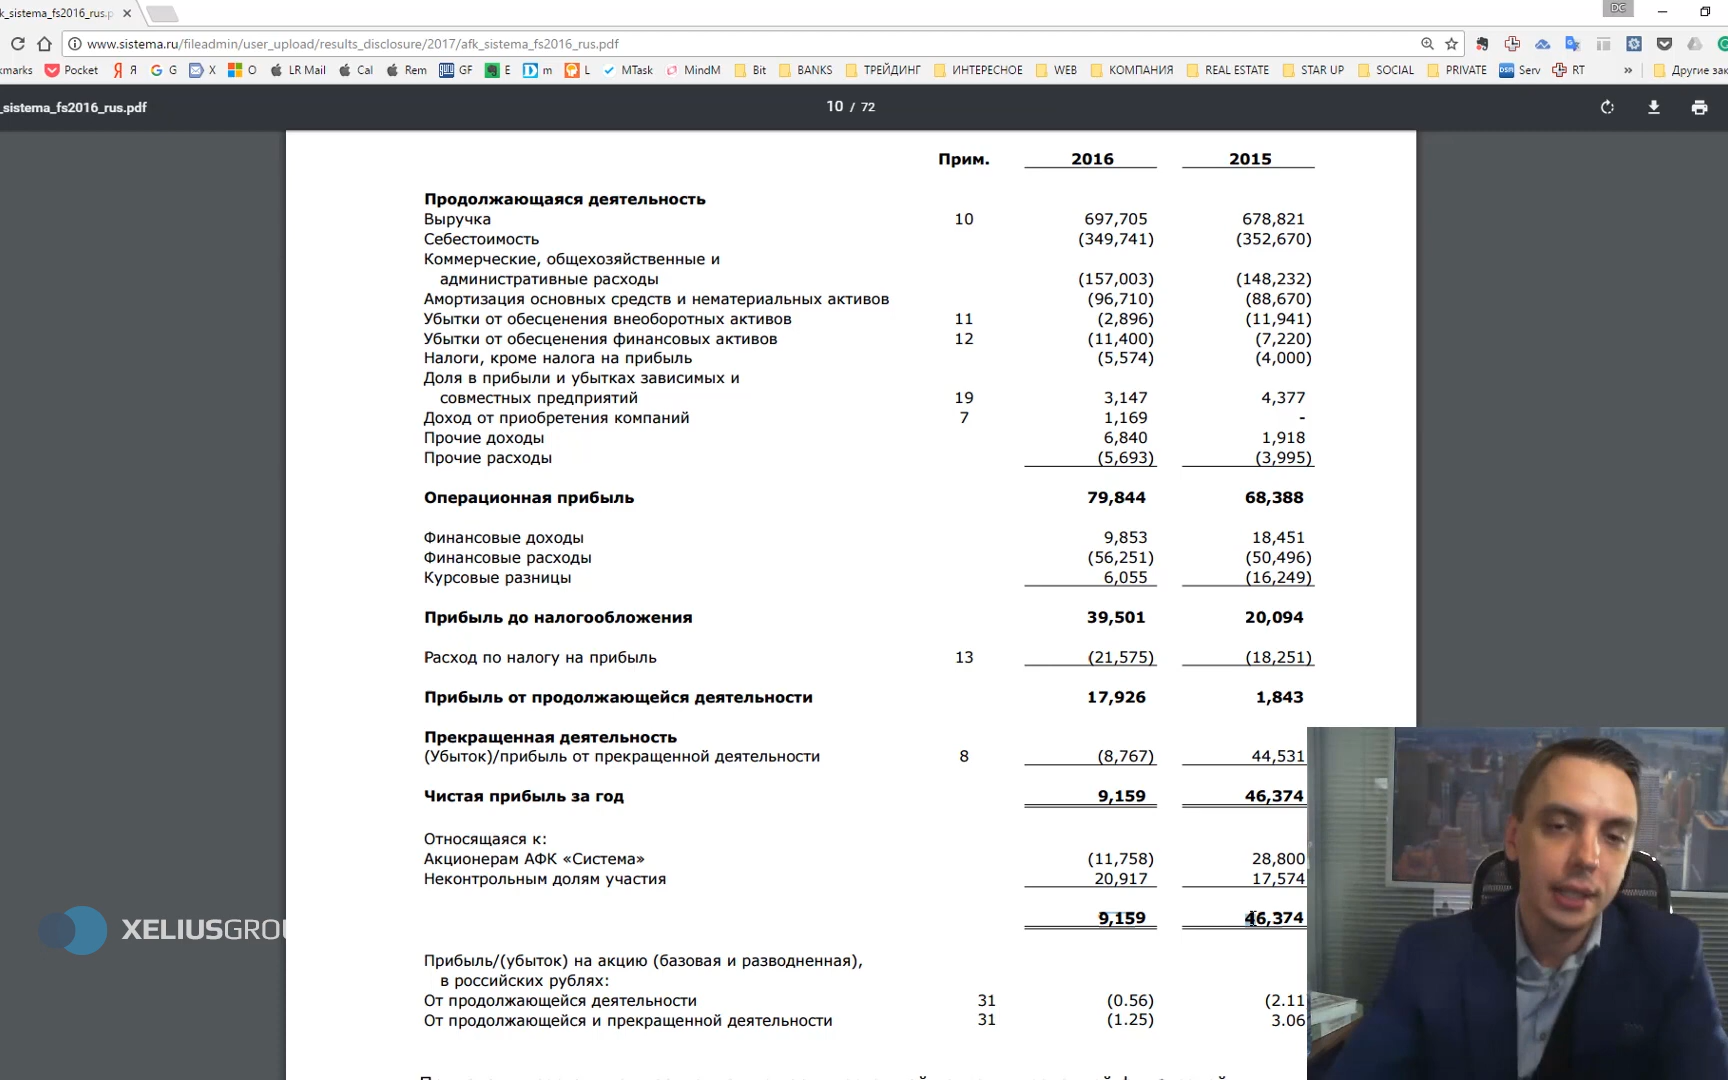 k_sistema_fs2016_rus.p
DC
www.sistema.ru/fileadmin/user_upload/results_disclosure/2017/afk_sistema_fs2016_rus.pdf
kmarks Pocket Я G X O LR Mail Cal Rem GF E m L MTask MindM Bit BANKS ТРЕЙДИНГ ИНТЕРЕСНОЕ WEB КОМПАНИЯ REAL ESTATE STAR UP SOCIAL PRIVATE Serv RT » Другие зак
_sistema_fs2016_rus.pdf 10 / 72
Прим. 2016 2015
Продолжающаяся деятельность
Выручка 10 697,705 678,821
Себестоимость (349,741) (352,670)
Коммерческие, общехозяйственные и
административные расходы (157,003) (148,232)
Амортизация основных средств и нематериальных активов (96,710) (88,670)
Убытки от обесценения внеоборотных активов 11 (2,896) (11,941)
Убытки от обесценения финансовых активов 12 (11,400) (7,220)
Налоги, кроме налога на прибыль (5,574) (4,000)
Доля в прибыли и убытках зависимых и
совместных предприятий 19 3,147 4,377
Доход от приобретения компаний 7 1,169 -
Прочие доходы 6,840 1,918
Прочие расходы (5,693) (3,995)
Операционная прибыль 79,844 68,388
Финансовые доходы 9,853 18,451
Финансовые расходы (56,251) (50,496)
Курсовые разницы 6,055 (16,249)
Прибыль до налогообложения 39,501 20,094
Расход по налогу на прибыль 13 (21,575) (18,251)
Прибыль от продолжающейся деятельности 17,926 1,843
Прекращенная деятельность
(Убыток)/прибыль от прекращенной деятельности 8 (8,767) 44,531
Чистая прибыль за год 9,159 46,374
Относящаяся к:
Акционерам АФК «Система» (11,758) 28,800
Неконтрольным долям участия 20,917 17,574
XELIUSGROU
9,159 46,374
Прибыль/(убыток) на акцию (базовая и разводненная),
в российских рублях:
От продолжающейся деятельности 31 (0.56) (2.11
От продолжающейся и прекращенной деятельности 31 (1.25) 3.06